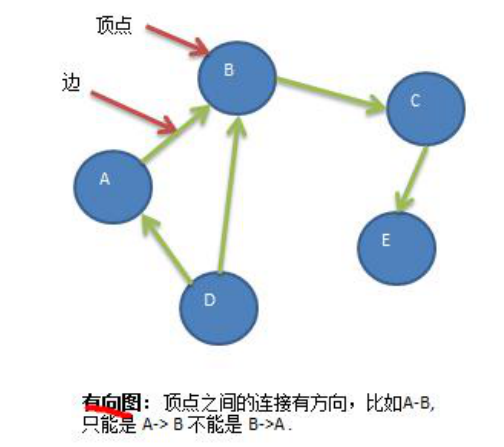 顶点
B
边
C
A
E
D
有向图：顶点之间的连接有方向，比如A-B,
只能是 A-> B 不能是 B->A .